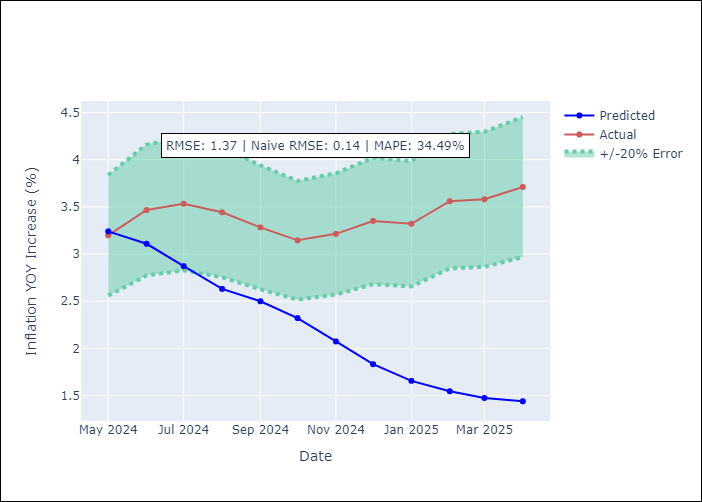 4.5
4
3.5
3
2.5
2
1.5
Inflation YOY Increase (%)
RMSE: 1.37 | Naive RMSE: 0.14 | MAPE: 34.49%
Predicted
Actual
+/-20% Error
May 2024
Jul 2024
Sep 2024
Nov 2024
Jan 2025
Mar 2025
Date